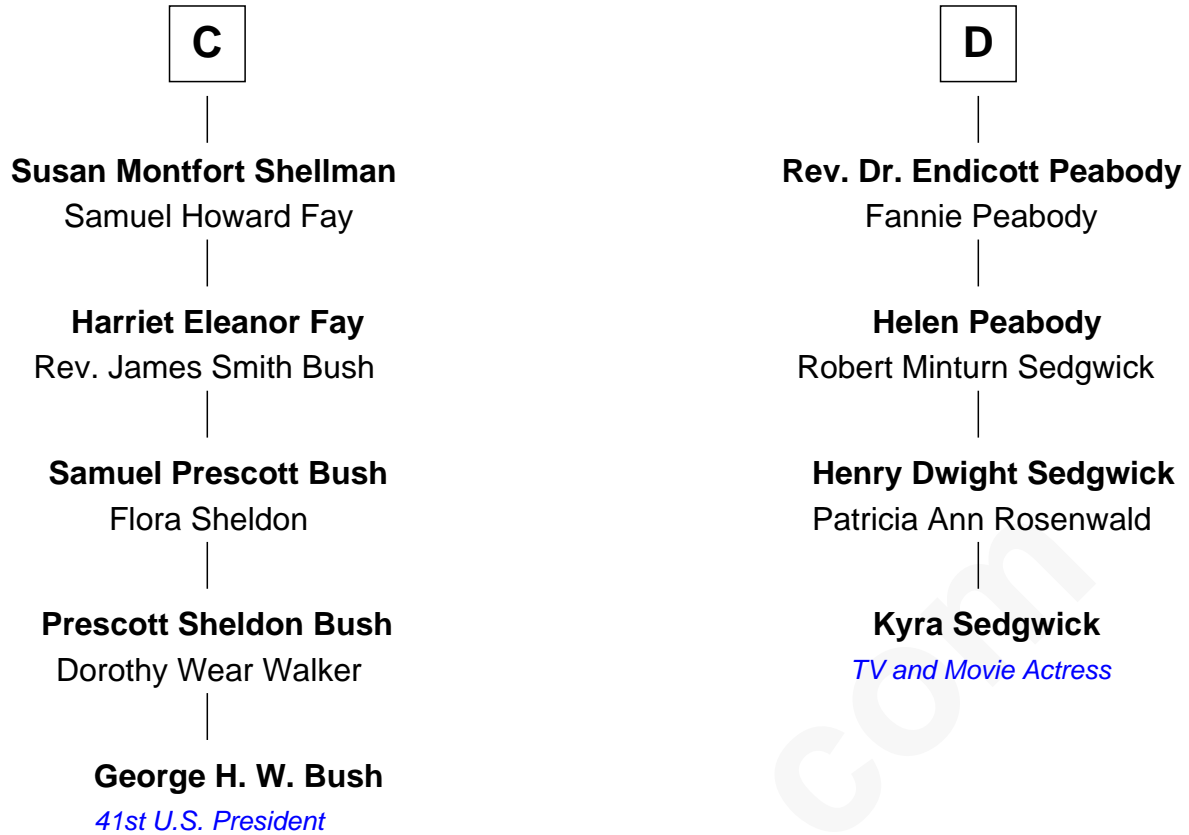 C
Susan Montfort Shellman
Samuel Howard Fay
Harriet Eleanor Fay
Rev. James Smith Bush
Samuel Prescott Bush
Flora Sheldon
Prescott Sheldon Bush
Dorothy Wear Walker
George H. W. Bush
41st U.S. President
D
Rev. Dr. Endicott Peabody
Fannie Peabody
Helen Peabody
Robert Minturn Sedgwick
Henry Dwight Sedgwick
Patricia Ann Rosenwald
Kyra Sedgwick
TV and Movie Actress
com